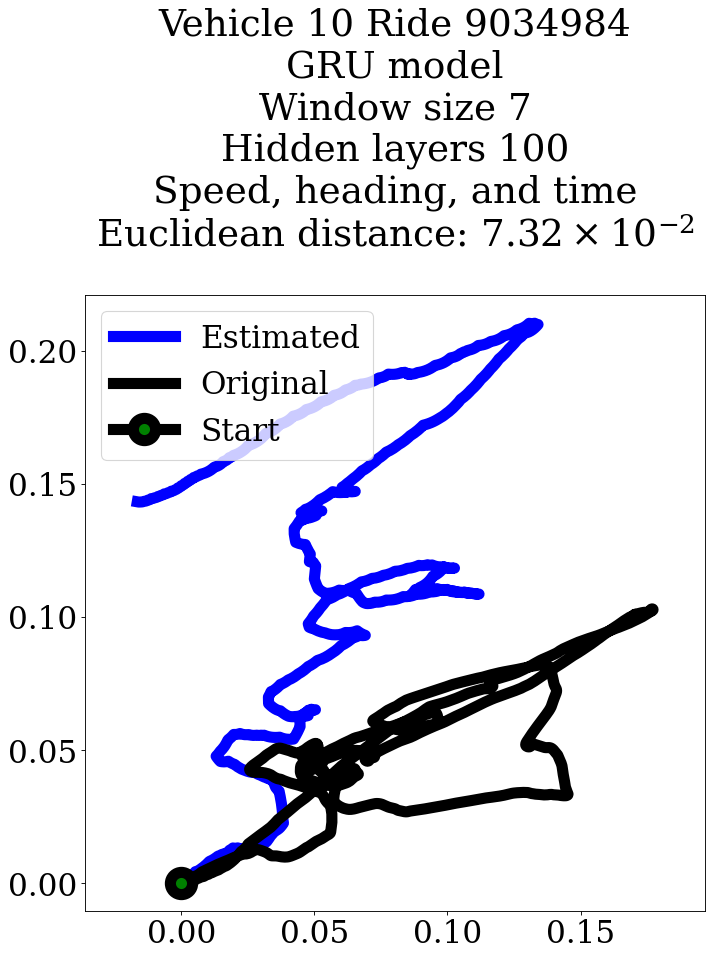 Vehicle 10 Ride 9034984
GRU model
Window size 7
Hidden layers 100
Speed, heading, and time
Euclidean distance: 7.32 × 10⁻²
Estimated
Original
Start
0.20
0.15
0.10
0.05
0.00
0.00 0.05 0.10 0.15